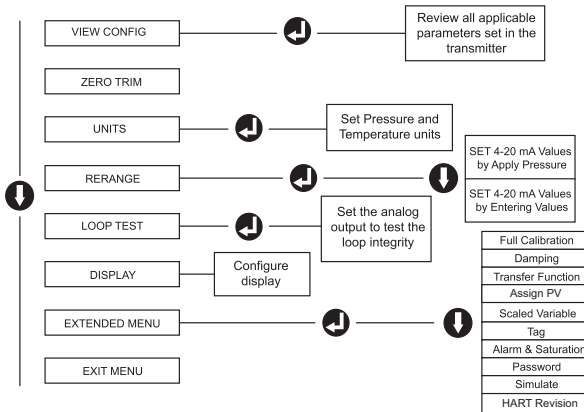 VIEW CONFIG
Review all applicable
parameters set in the
transmitter
ZERO TRIM
UNITS
Set Pressure and
Temperature units
RERANGE
SET 4-20 mA Values
by Apply Pressure
SET 4-20 mA Values
by Entering Values
LOOP TEST
Set the analog
output to test the
loop integrity
DISPLAY
Configure
display
EXTENDED MENU
Full Calibration
Damping
Transfer Function
Assign PV
Scaled Variable
Tag
Alarm & Saturation
Password
Simulate
HART Revision
EXIT MENU